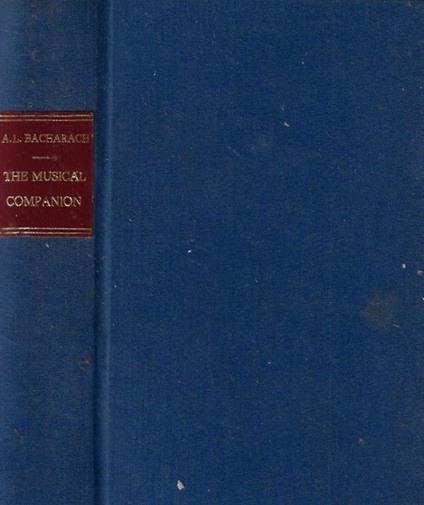 A.L. BACHARACH
THE MUSICAL
COMPANION